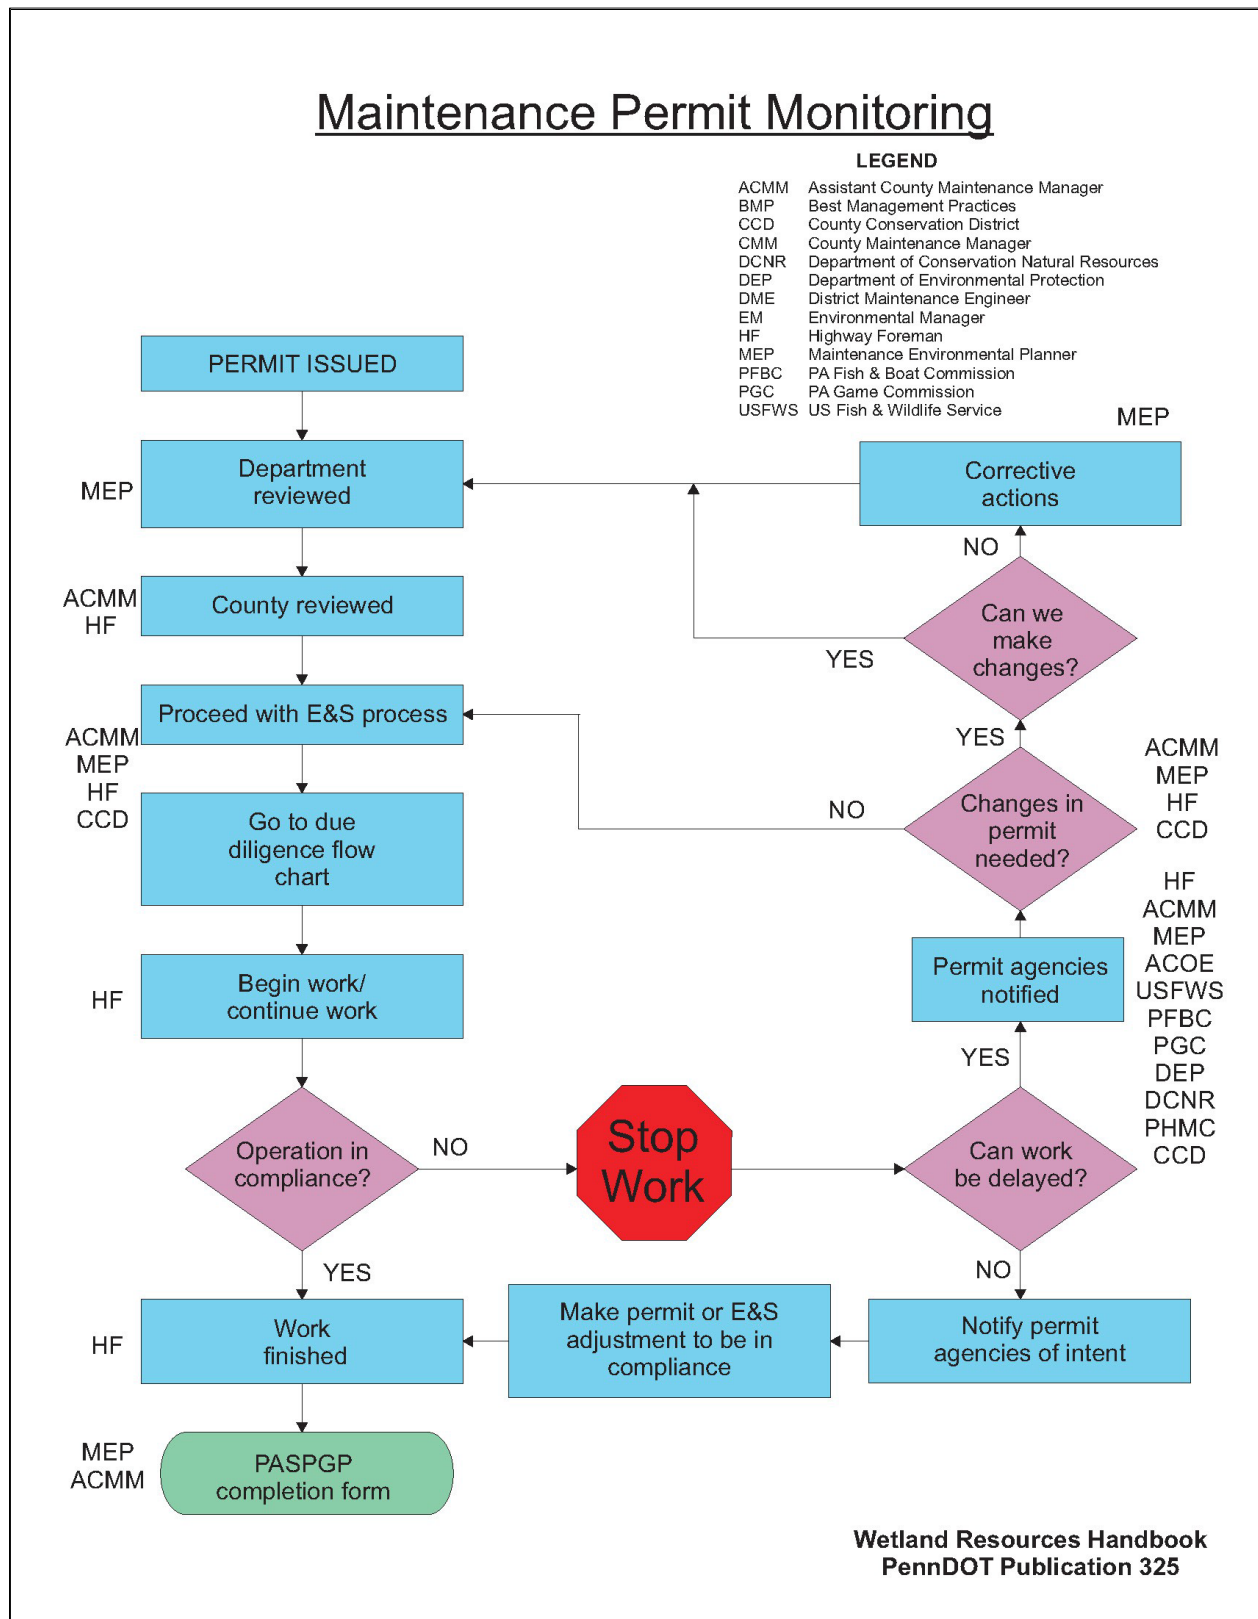 Maintenance Permit Monitoring
LEGEND
ACMM Assistant County Maintenance Manager
BMP Best Management Practices
CCD County Conservation District
CMM County Maintenance Manager
DCNR Department of Conservation Natural Resources
DEP Department of Environmental Protection
DME District Maintenance Engineer
EM Environmental Manager
HF Highway Foreman
MEP Maintenance Environmental Planner
PFBC PA Fish & Boat Commission
PGC PA Game Commission
USFWS US Fish & Wildlife Service
PERMIT ISSUED
MEP
Department
reviewed
ACMM
HF
County reviewed
Proceed with E&S process
ACMM
MEP
HF
CCD
Go to due
diligence flow
chart
HF
Begin work/
continue work
Operation in
compliance?
NO
YES
Stop
Work
Can work
be delayed?
YES
NO
HF
ACMM
MEP
ACOE
USFWS
PFBC
PGC
DEP
DCNR
PHMC
CCD
Permit agencies
notified
Changes in
permit
needed?
ACMM
MEP
HF
CCD
NO
YES
Can we
make
changes?
YES
NO
MEP
Corrective
actions
Notify permit
agencies of intent
Make permit or E&S
adjustment to be in
compliance
HF
Work
finished
MEP
ACMM
PASPGP
completion form
Wetland Resources Handbook
PennDOT Publication 325